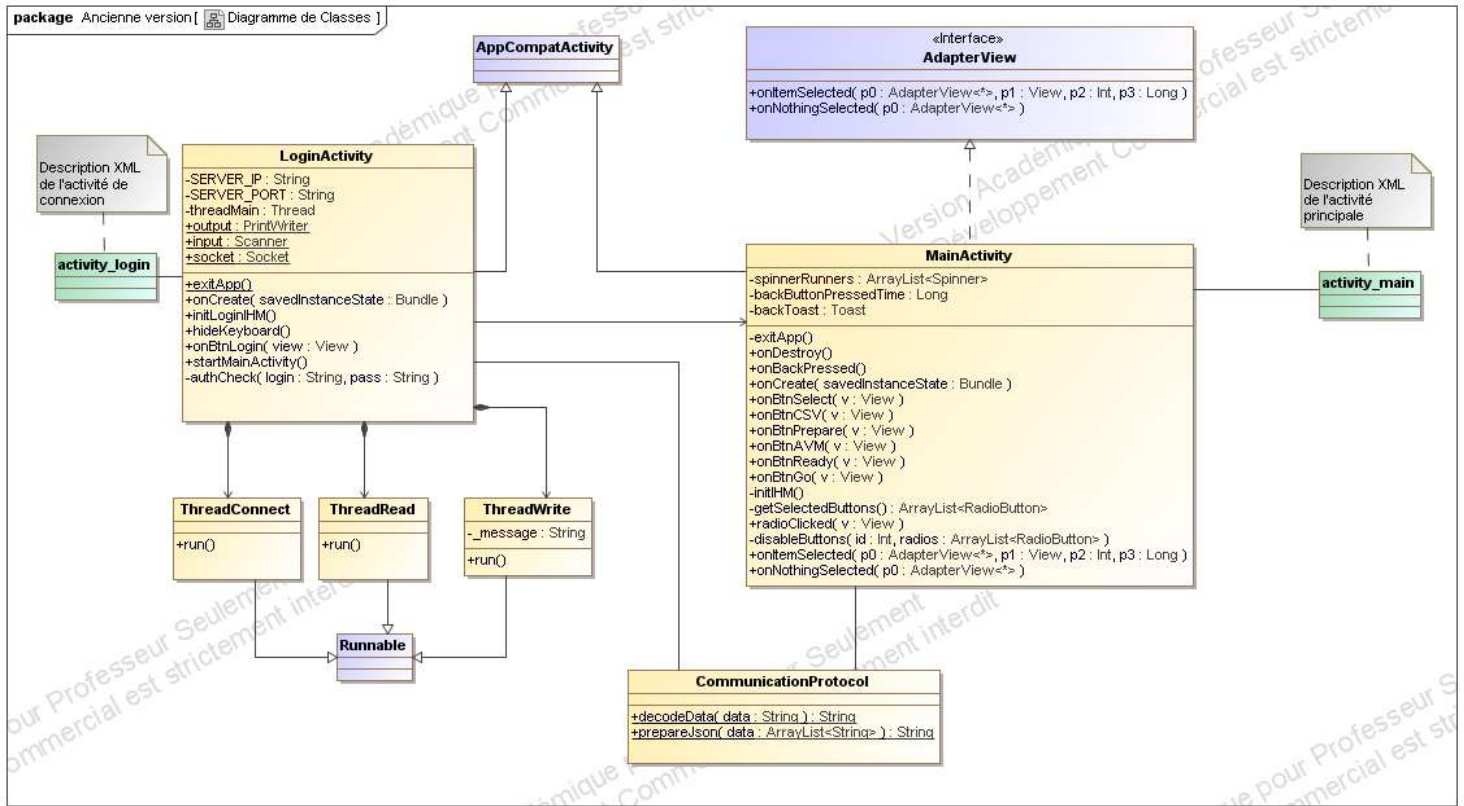 package Ancienne version [ Diagramme de Classes ]
AppCompatActivity
«Interface»
AdapterView
+onItemSelected( p0 : AdapterView<*>, p1 : View, p2 : Int, p3 : Long )
+onNothingSelected( p0 : AdapterView<*> )
Description XML
de l'activité de
connexion
activity_login
LoginActivity
-SERVER_IP : String
-SERVER_PORT : String
-threadMain : Thread
+output : PrintWriter
+input : Scanner
+socket : Socket
+exitApp()
+onCreate( savedInstanceState : Bundle )
+initLoginIHM()
+hideKeyboard()
+onBtnLogin( view : View )
+startMainActivity()
-authCheck( login : String, pass : String )
Description XML
de l'activité
principale
activity_main
MainActivity
-spinnerRunners : ArrayList<Spinner>
-backButtonPressedTime : Long
-backToast : Toast
-exitApp()
+onDestroy()
+onBackPressed()
+onCreate( savedInstanceState : Bundle )
+onBtnSelect( v : View )
+onBtnCSV( v : View )
+onBtnPrepare( v : View )
+onBtnAVM( v : View )
+onBtnReady( v : View )
+onBtnGo( v : View )
-initIHM()
-getSelectedButtons() : ArrayList<RadioButton>
+radioClicked( v : View )
-disableButtons( id : Int, radios : ArrayList<RadioButton> )
+onItemSelected( p0 : AdapterView<*>, p1 : View, p2 : Int, p3 : Long )
+onNothingSelected( p0 : AdapterView<*> )
ThreadConnect
+run()
ThreadRead
+run()
ThreadWrite
-_message : String
+run()
Runnable
CommunicationProtocol
+decodeData( data : String ) : String
+prepareJson( data : ArrayList<String> ) : String